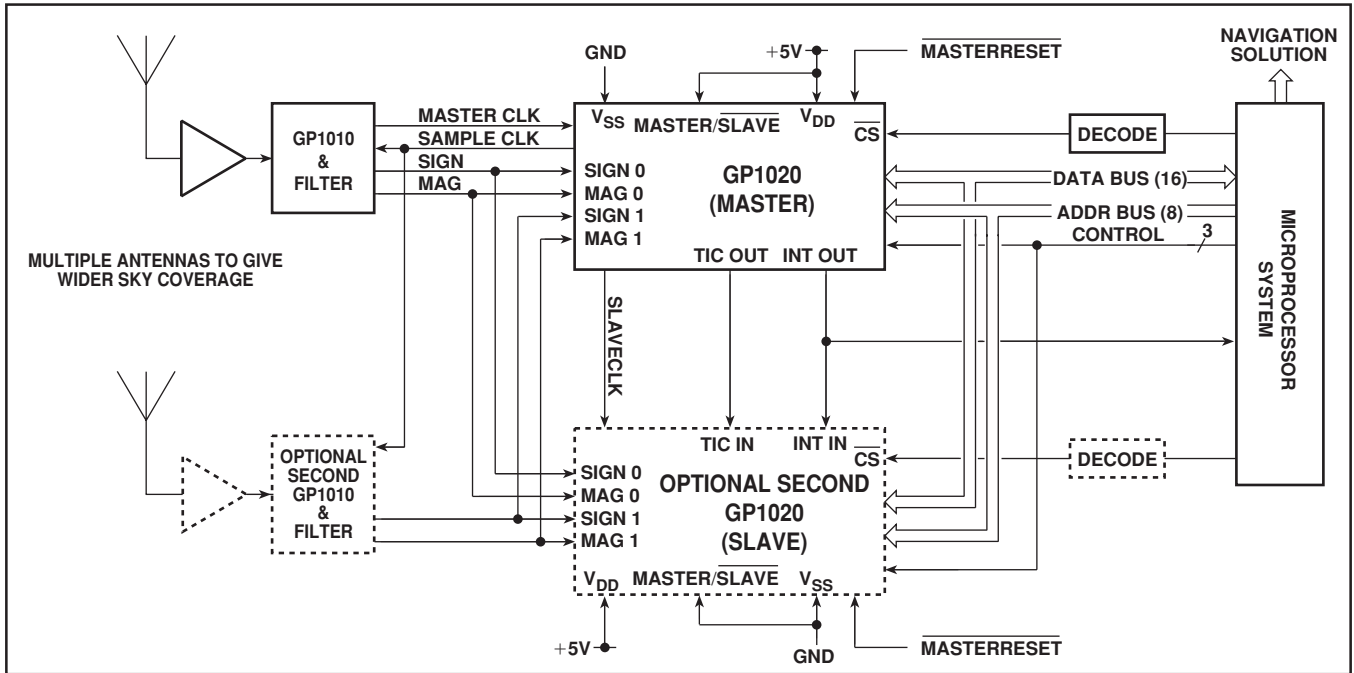 GND
+5V
MASTERRESET
NAVIGATION
SOLUTION
GP1010
&
FILTER
MASTER CLK
SAMPLE CLK
SIGN
MAG
VSS
MASTER/SLAVE
VDD
CS
SIGN 0
MAG 0
SIGN 1
MAG 1
GP1020
(MASTER)
TIC OUT
INT OUT
DECODE
DATA BUS (16)
ADDR BUS (8)
CONTROL
3
MICROPROCESSOR
SYSTEM
MULTIPLE ANTENNAS TO GIVE
WIDER SKY COVERAGE
SLAVECLK
OPTIONAL
SECOND
GP1010
&
FILTER
TIC IN
INT IN
CS
SIGN 0
MAG 0
SIGN 1
MAG 1
OPTIONAL SECOND
GP1020
(SLAVE)
VDD
MASTER/SLAVE
VSS
DECODE
+5V
GND
MASTERRESET